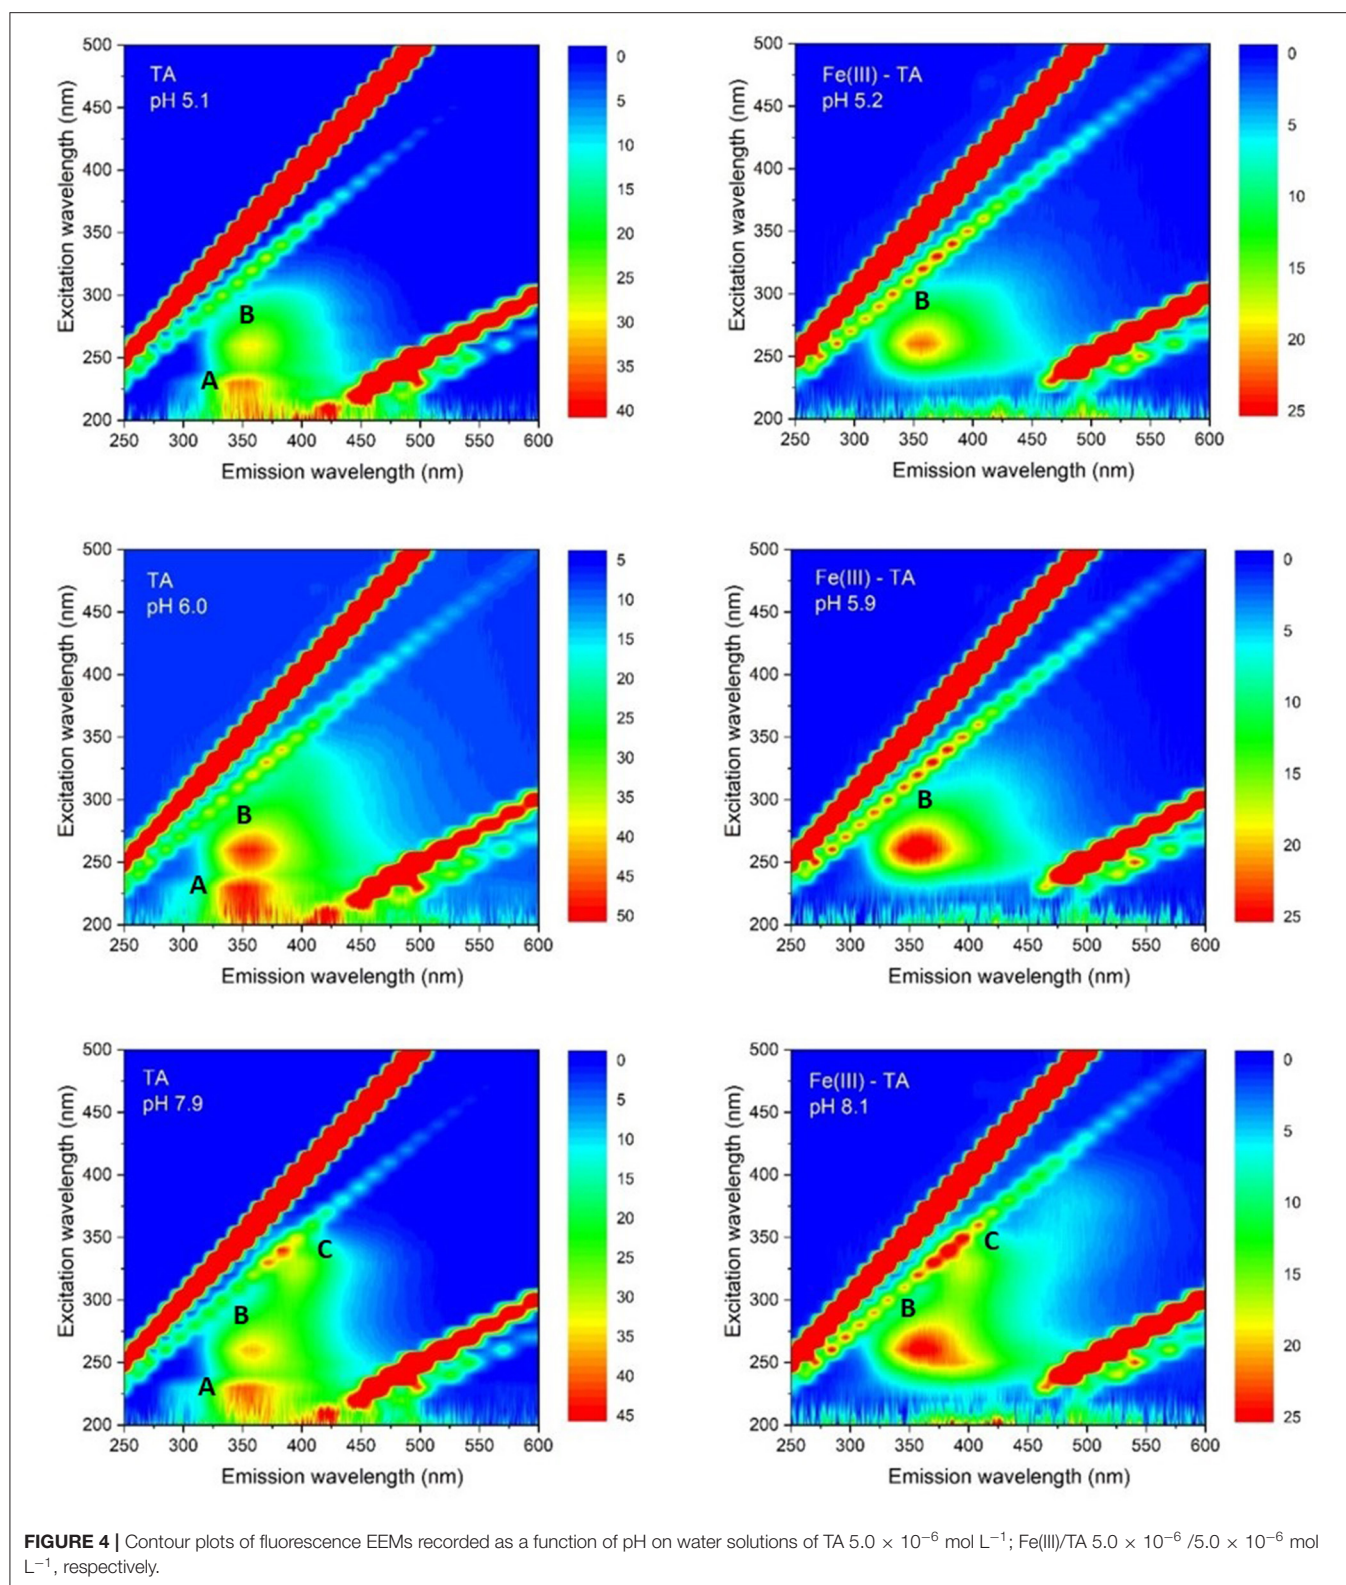 500
450
400
350
300
250
200
Excitation wavelength (nm)
TA
pH 5.1
B
A
250 300 350 400 450 500 550 600
Emission wavelength (nm)
0
5
10
15
20
25
30
35
40
500
450
400
350
300
250
200
Excitation wavelength (nm)
Fe(III) - TA
pH 5.2
B
250 300 350 400 450 500 550 600
Emission wavelength (nm)
0
5
10
15
20
25
500
450
400
350
300
250
200
Excitation wavelength (nm)
TA
pH 6.0
B
A
250 300 350 400 450 500 550 600
Emission wavelength (nm)
5
10
15
20
25
30
35
40
45
50
500
450
400
350
300
250
200
Excitation wavelength (nm)
Fe(III) - TA
pH 5.9
B
250 300 350 400 450 500 550 600
Emission wavelength (nm)
0
5
10
15
20
25
500
450
400
350
300
250
200
Excitation wavelength (nm)
TA
pH 7.9
C
B
A
250 300 350 400 450 500 550 600
Emission wavelength (nm)
0
5
10
15
20
25
30
35
40
45
500
450
400
350
300
250
200
Excitation wavelength (nm)
Fe(III) - TA
pH 8.1
C
B
250 300 350 400 450 500 550 600
Emission wavelength (nm)
0
5
10
15
20
25
FIGURE 4 | Contour plots of fluorescence EEMs recorded as a function of pH on water solutions of TA 5.0 × 10⁻⁶ mol L⁻¹; Fe(III)/TA 5.0 × 10⁻⁶ /5.0 × 10⁻⁶ mol
L⁻¹, respectively.